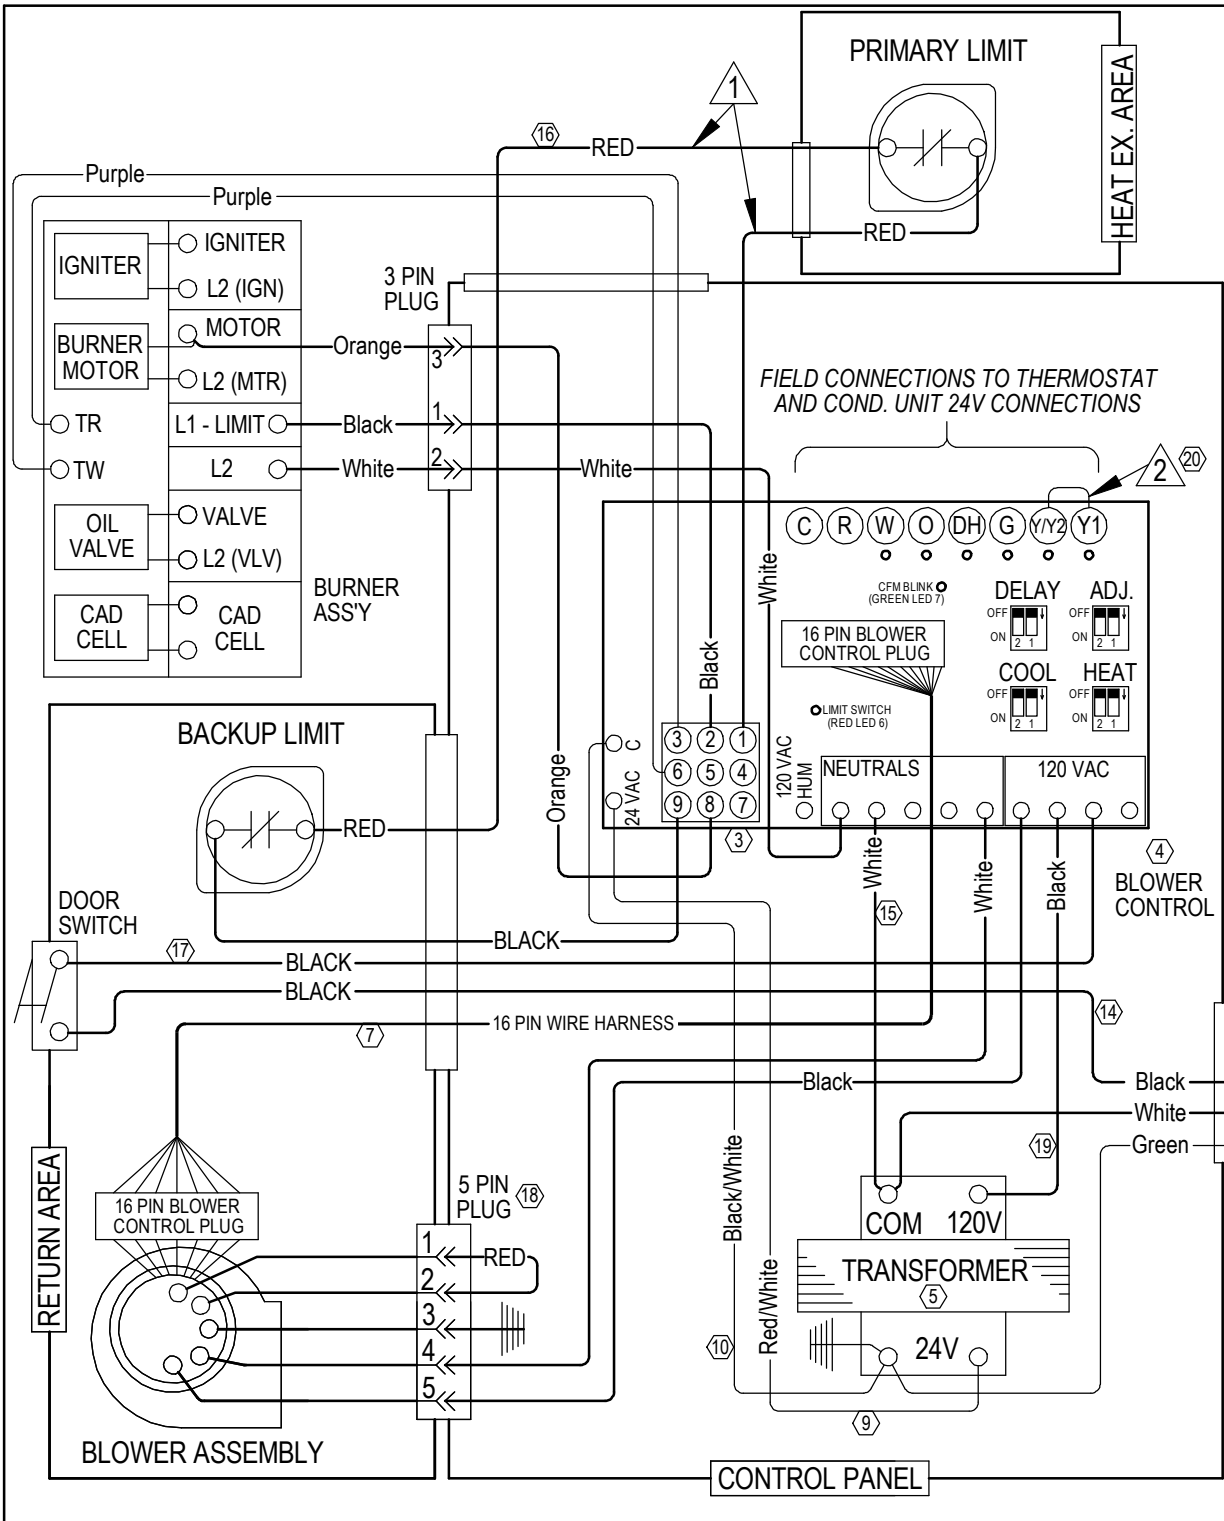 PRIMARY LIMIT
HEAT EX. AREA
1
16
RED
RED
Purple
Purple
IGNITER
IGNITER
L2 (IGN)
BURNER
MOTOR
MOTOR
L2 (MTR)
TR
L1 - LIMIT
TW
L2
OIL
VALVE
VALVE
L2 (VLV)
CAD
CELL
CAD
CELL
BURNER
ASS'Y
3 PIN
PLUG
3
1
2
Orange
Black
White
White
FIELD CONNECTIONS TO THERMOSTAT
AND COND. UNIT 24V CONNECTIONS
2
20
C R W O DH G Y/Y2 Y1
CFM BLINK
(GREEN LED 7)
DELAY
OFF
ON
2 1
ADJ.
OFF
ON
2 1
16 PIN BLOWER
CONTROL PLUG
COOL
OFF
ON
2 1
HEAT
OFF
ON
2 1
LIMIT SWITCH
(RED LED 6)
White
Black
Orange
C
24 VAC
3 2 1
6 5 4
9 8 7
3
120 VAC
HUM
NEUTRALS
120 VAC
4
BLOWER
CONTROL
BACKUP LIMIT
RED
BLACK
DOOR
SWITCH
17
BLACK
BLACK
White
15
White
Black
7
16 PIN WIRE HARNESS
14
Black
Black
White
Green
19
RETURN AREA
16 PIN BLOWER
CONTROL PLUG
5 PIN
PLUG
18
1
2
3
4
5
RED
Black/White
Red/White
COM 120V
TRANSFORMER
5
24V
10
9
BLOWER ASSEMBLY
CONTROL PANEL